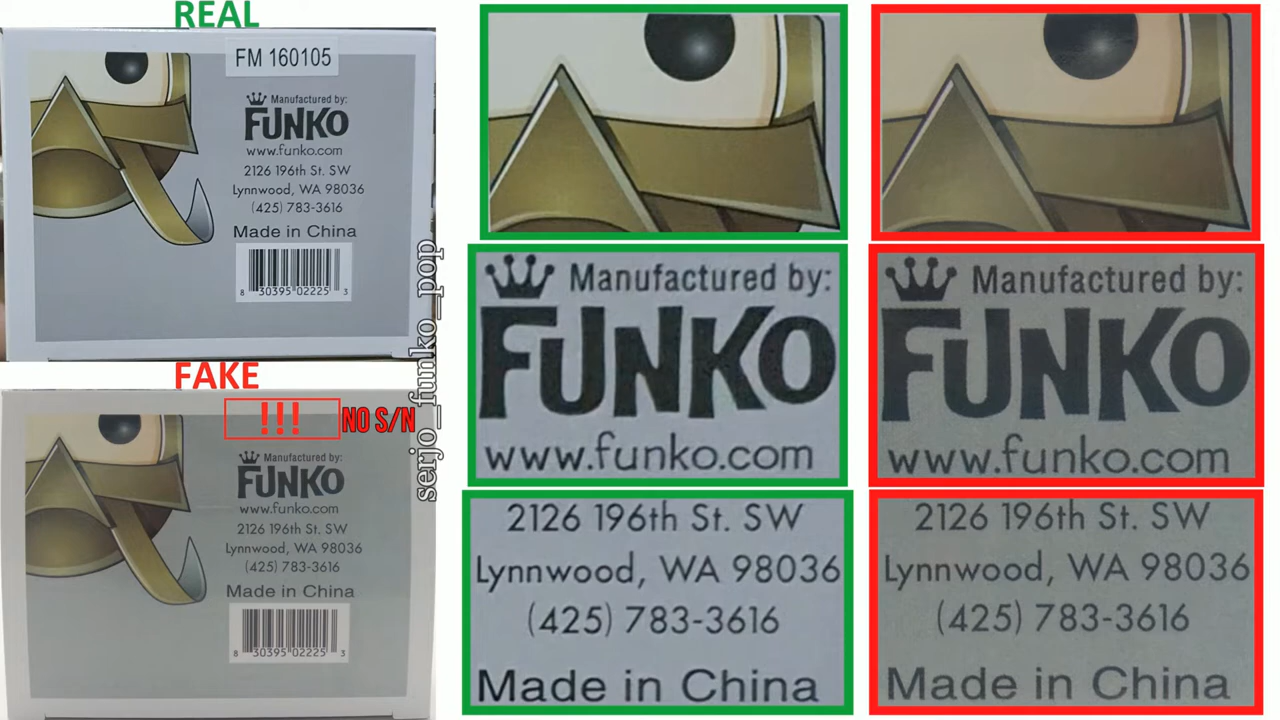 REAL
FM 160105
Manufactured by:
FUNKO
www.funko.com
2126 196th St. SW
Lynnwood, WA 98036
(425) 783-3616
Made in China
8 30395 02225 3
FAKE
!!! NO S/N
Manufactured by:
FUNKO
www.funko.com
2126 196th St. SW
Lynnwood, WA 98036
(425) 783-3616
Made in China
8 30395 02225 3
serjo_funko_pop
Manufactured by:
FUNKO
www.funko.com
2126 196th St. SW
Lynnwood, WA 98036
(425) 783-3616
Made in China
Manufactured by:
FUNKO
www.funko.com
2126 196th St. SW
Lynnwood, WA 98036
(425) 783-3616
Made in China